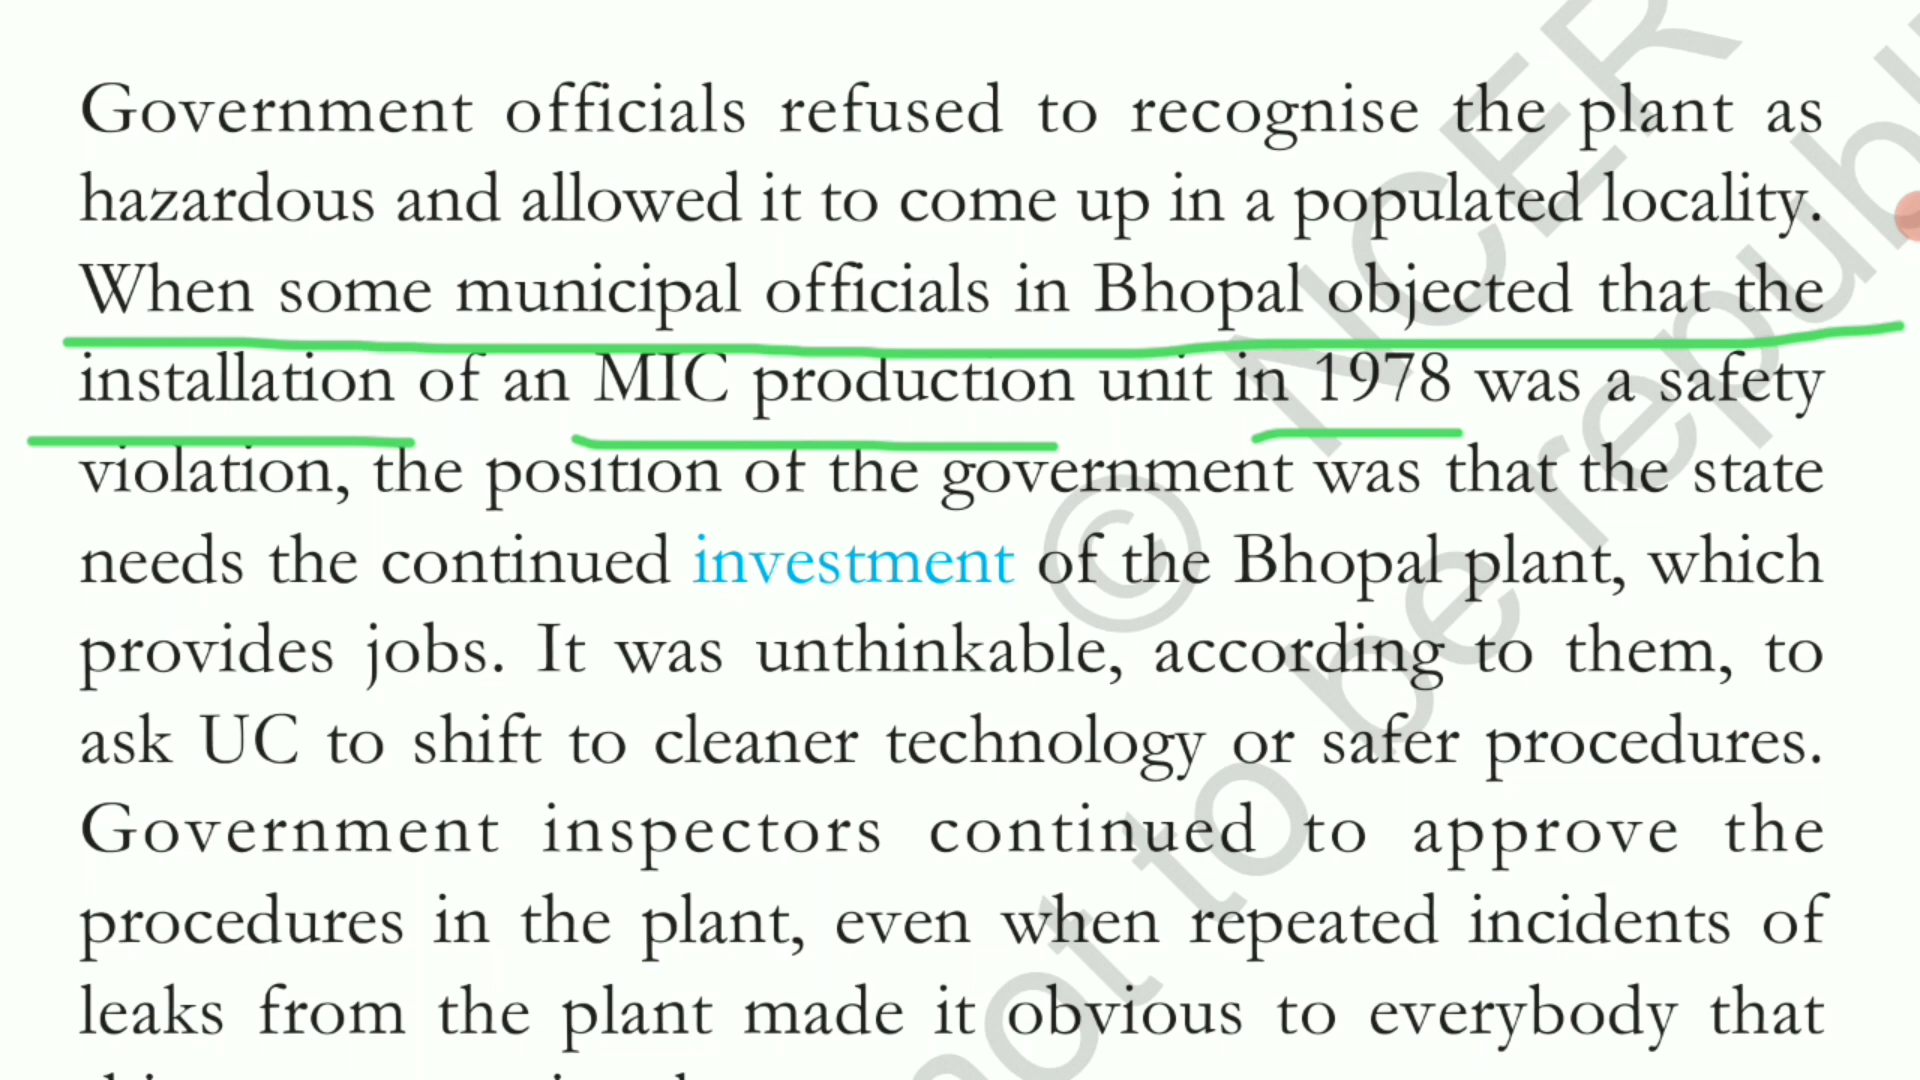 Government officials refused to recognise the plant as
hazardous and allowed it to come up in a populated locality.
When some municipal officials in Bhopal objected that the
installation of an MIC production unit in 1978 was a safety
violation, the position of the government was that the state
needs the continued investment of the Bhopal plant, which
provides jobs. It was unthinkable, according to them, to
ask UC to shift to cleaner technology or safer procedures.
Government inspectors continued to approve the
procedures in the plant, even when repeated incidents of
leaks from the plant made it obvious to everybody that
© NCER
not to be republ